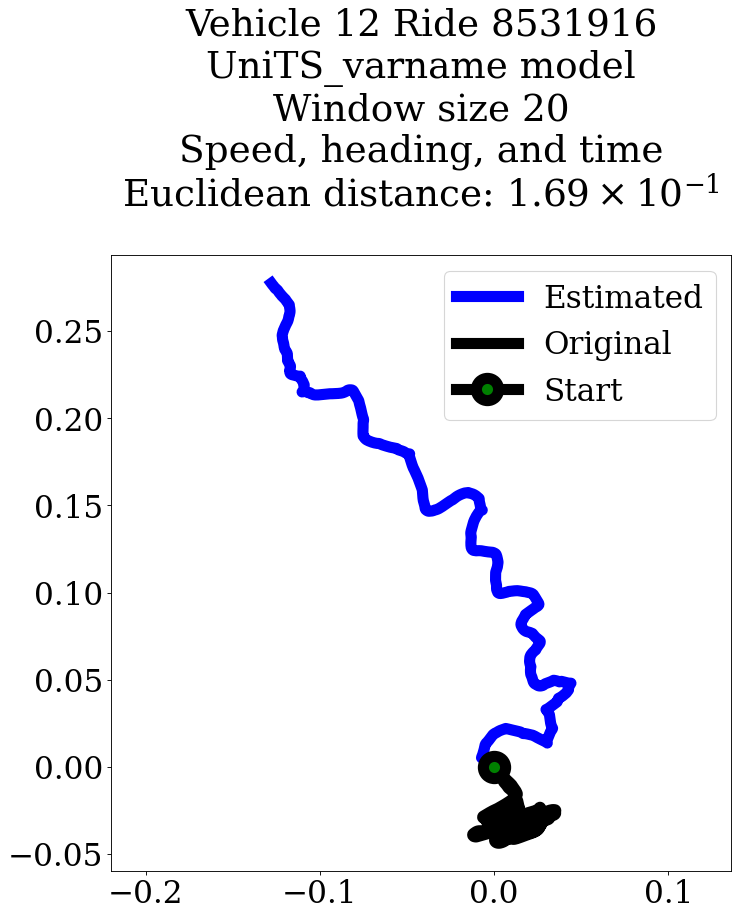 Vehicle 12 Ride 8531916
UniTS_varname model
Window size 20
Speed, heading, and time
Euclidean distance: 1.69 × 10⁻¹
Estimated
Original
Start
0.25
0.20
0.15
0.10
0.05
0.00
−0.05
−0.2
−0.1
0.0
0.1